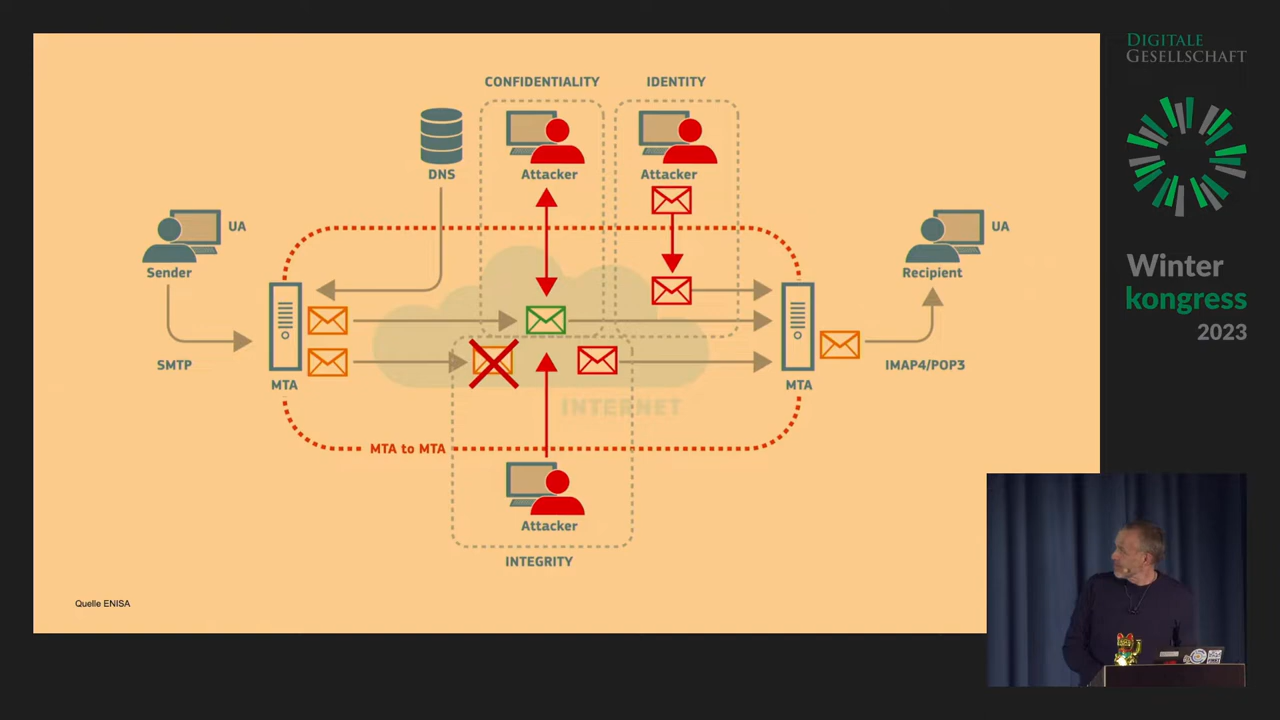 CONFIDENTIALITY
IDENTITY
DNS
Attacker
Attacker
UA
Sender
UA
Recipient
SMTP
MTA
MTA
IMAP4/POP3
INTERNET
MTA to MTA
Attacker
INTEGRITY
Quelle ENISA
DIGITALE
GESELLSCHAFT
Winter
kongress
2023